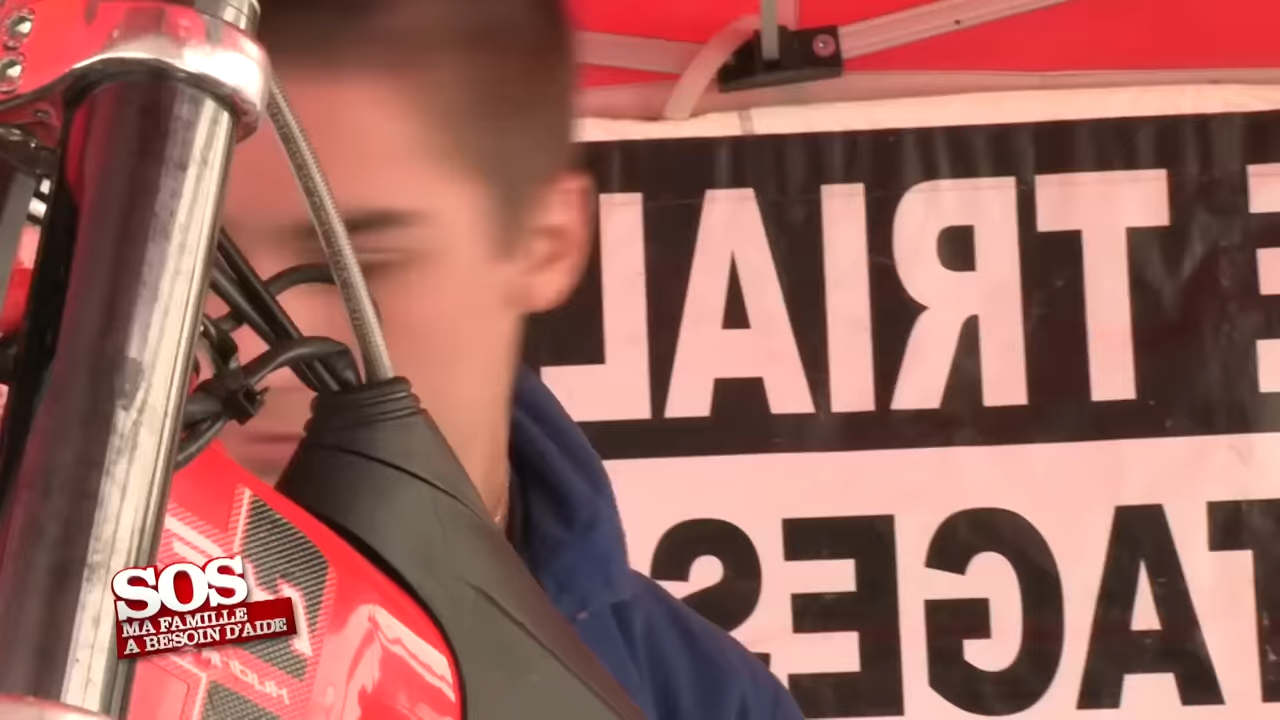 E TRIAL
TAGES
SOS
MA FAMILLE
A BESOIN D'AIDE